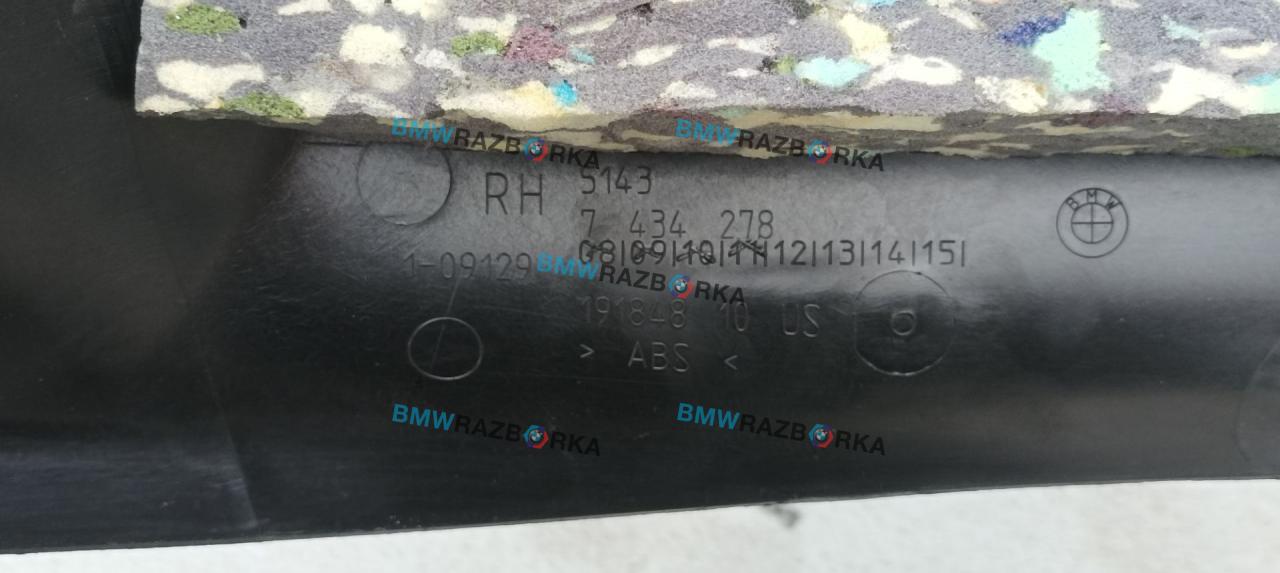 BMWRAZBORKA BMWRAZBORKA
RH 5143
7 434 278 BMW
08|09|10|11|12|13|14|15|
1-09129 BMWRAZBORKA
191848 10 US
> ABS <
BMWRAZBORKA BMWRAZBORKA